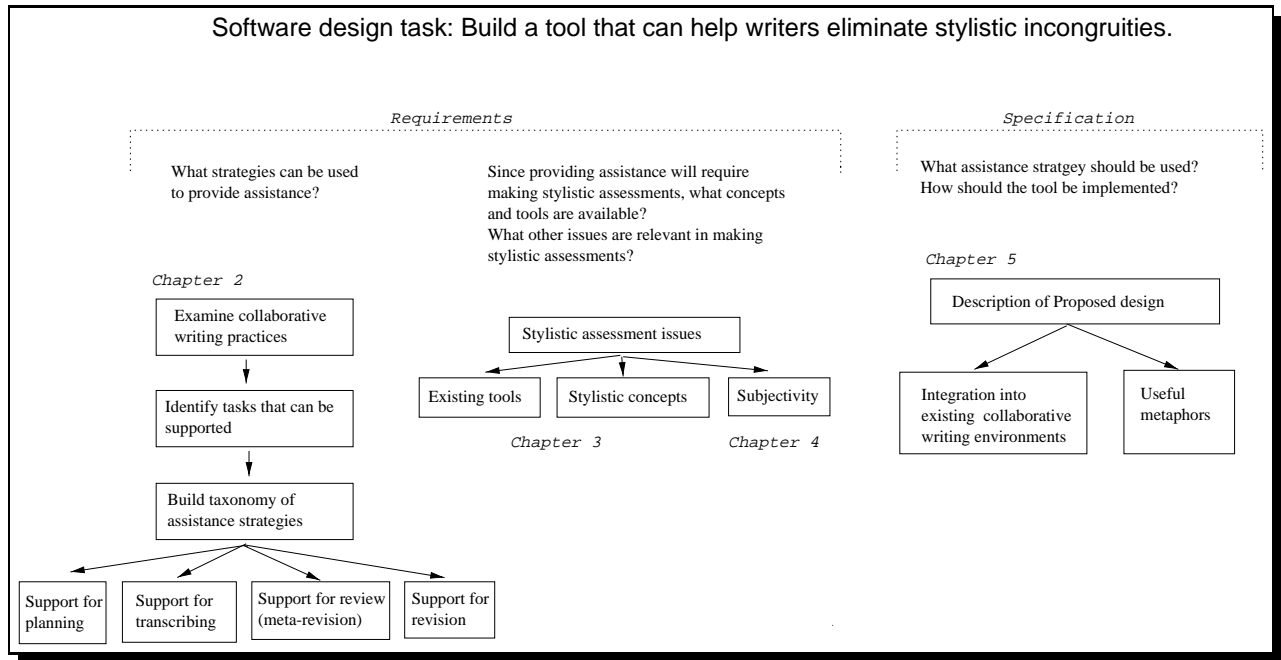 Software design task: Build a tool that can help writers eliminate stylistic incongruities.
Requirements
Specification
What strategies can be used
to provide assistance?
Since providing assistance will require
making stylistic assessments, what concepts
and tools are available?
What other issues are relevant in making
stylistic assessments?
What assistance stratgey should be used?
How should the tool be implemented?
Chapter 2
Examine collaborative
writing practices
Identify tasks that can be
supported
Build taxonomy of
assistance strategies
Support for
planning
Support for
transcribing
Support for review
(meta-revision)
Support for
revision
Stylistic assessment issues
Existing tools
Stylistic concepts
Subjectivity
Chapter 3
Chapter 4
Chapter 5
Description of Proposed design
Integration into
existing collaborative
writing environments
Useful
metaphors